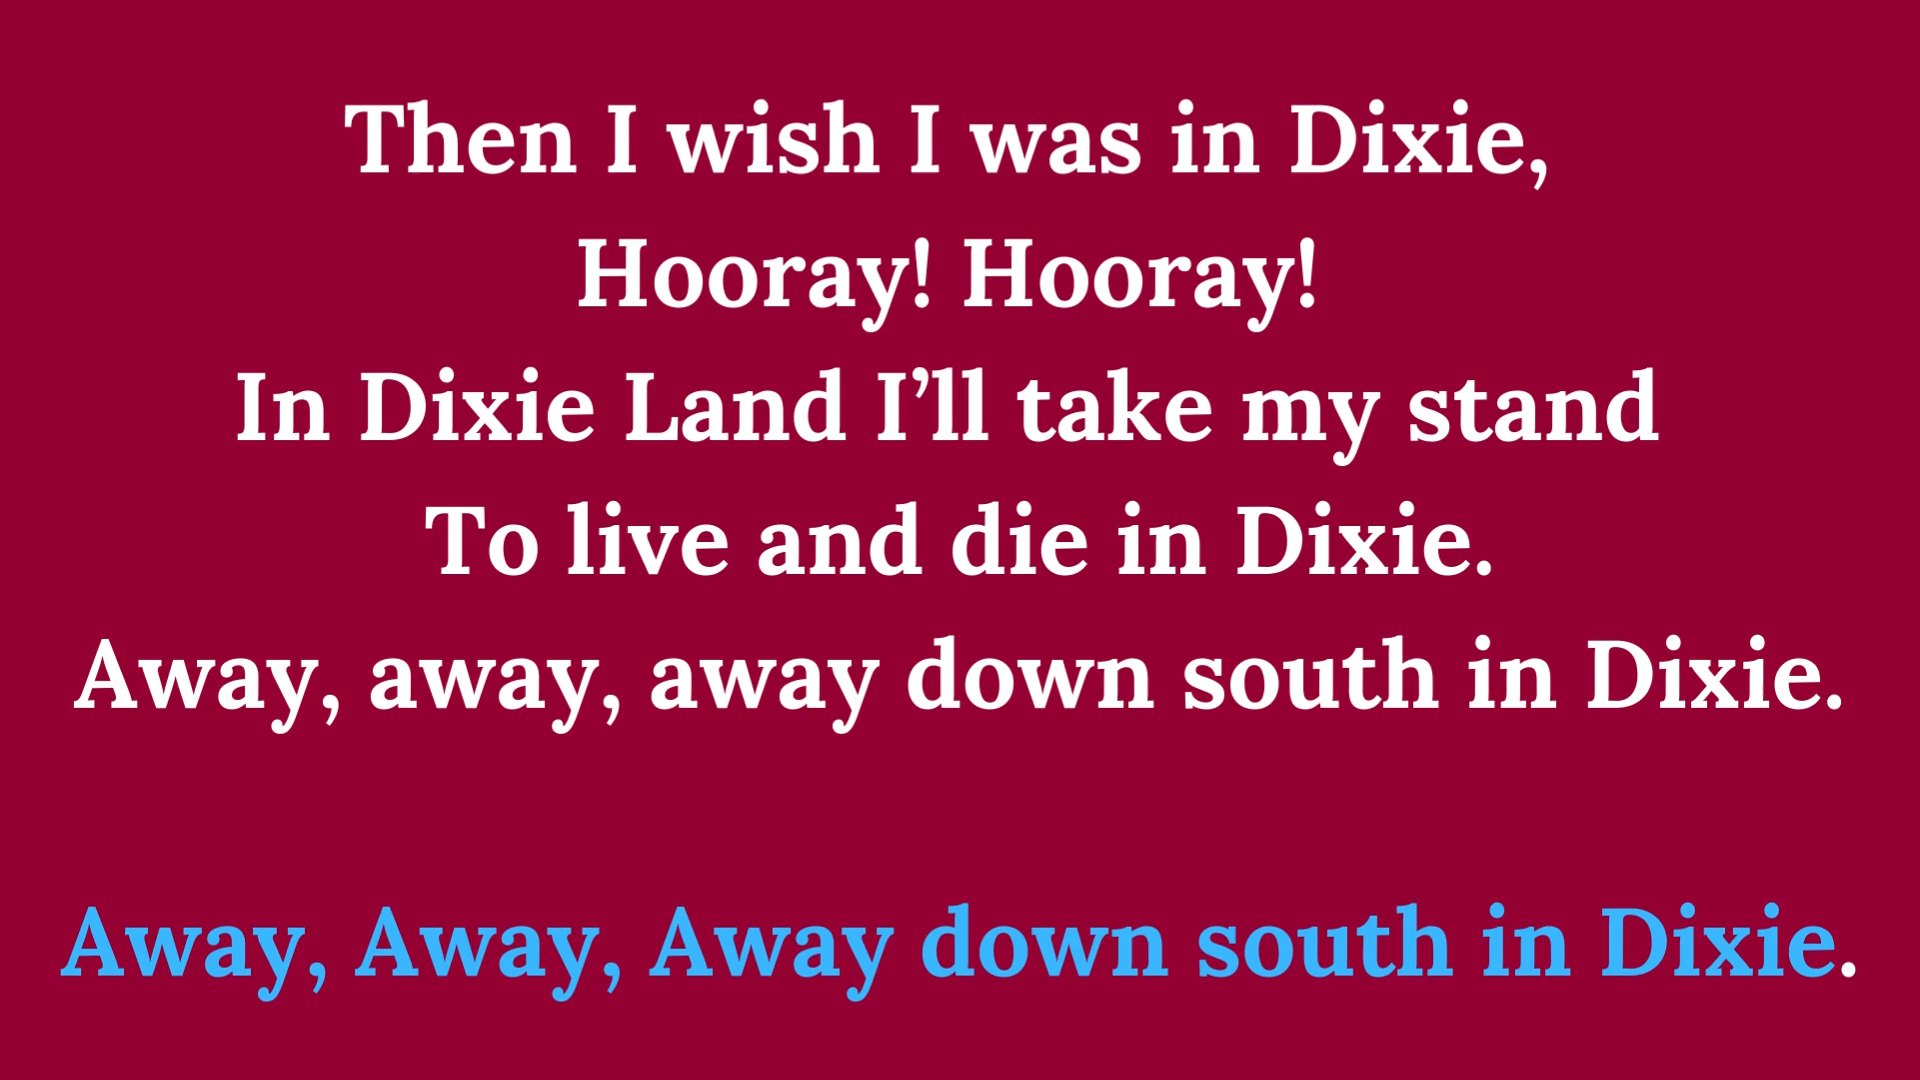 Then I wish I was in Dixie,
Hooray! Hooray!
In Dixie Land I’ll take my stand
To live and die in Dixie.
Away, away, away down south in Dixie.
Away, Away, Away down south in Dixie.